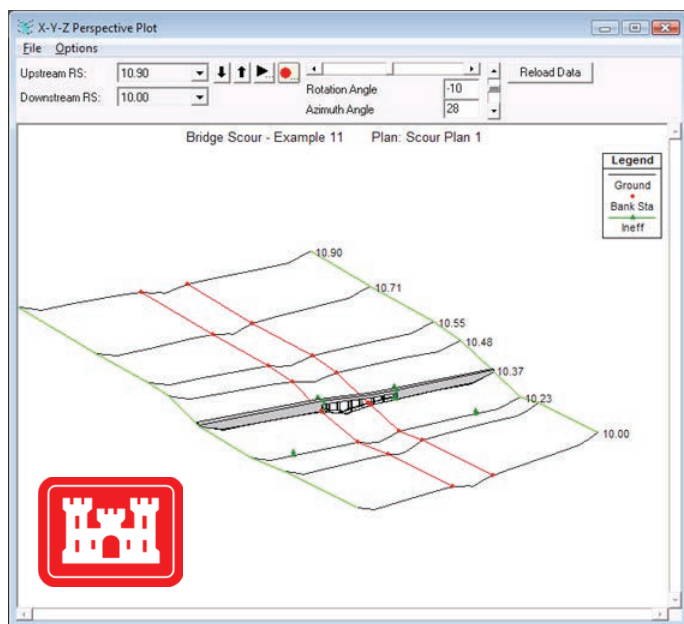 X-Y-Z Perspective Plot
File Options
Upstream RS: 10.90
Downstream RS: 10.00
Rotation Angle -10
Azimuth Angle 28
Reload Data
Bridge Scour - Example 11 Plan: Scour Plan 1
Legend
Ground
Bank Sta
Ineff
10.90
10.71
10.55
10.48
10.37
10.23
10.00